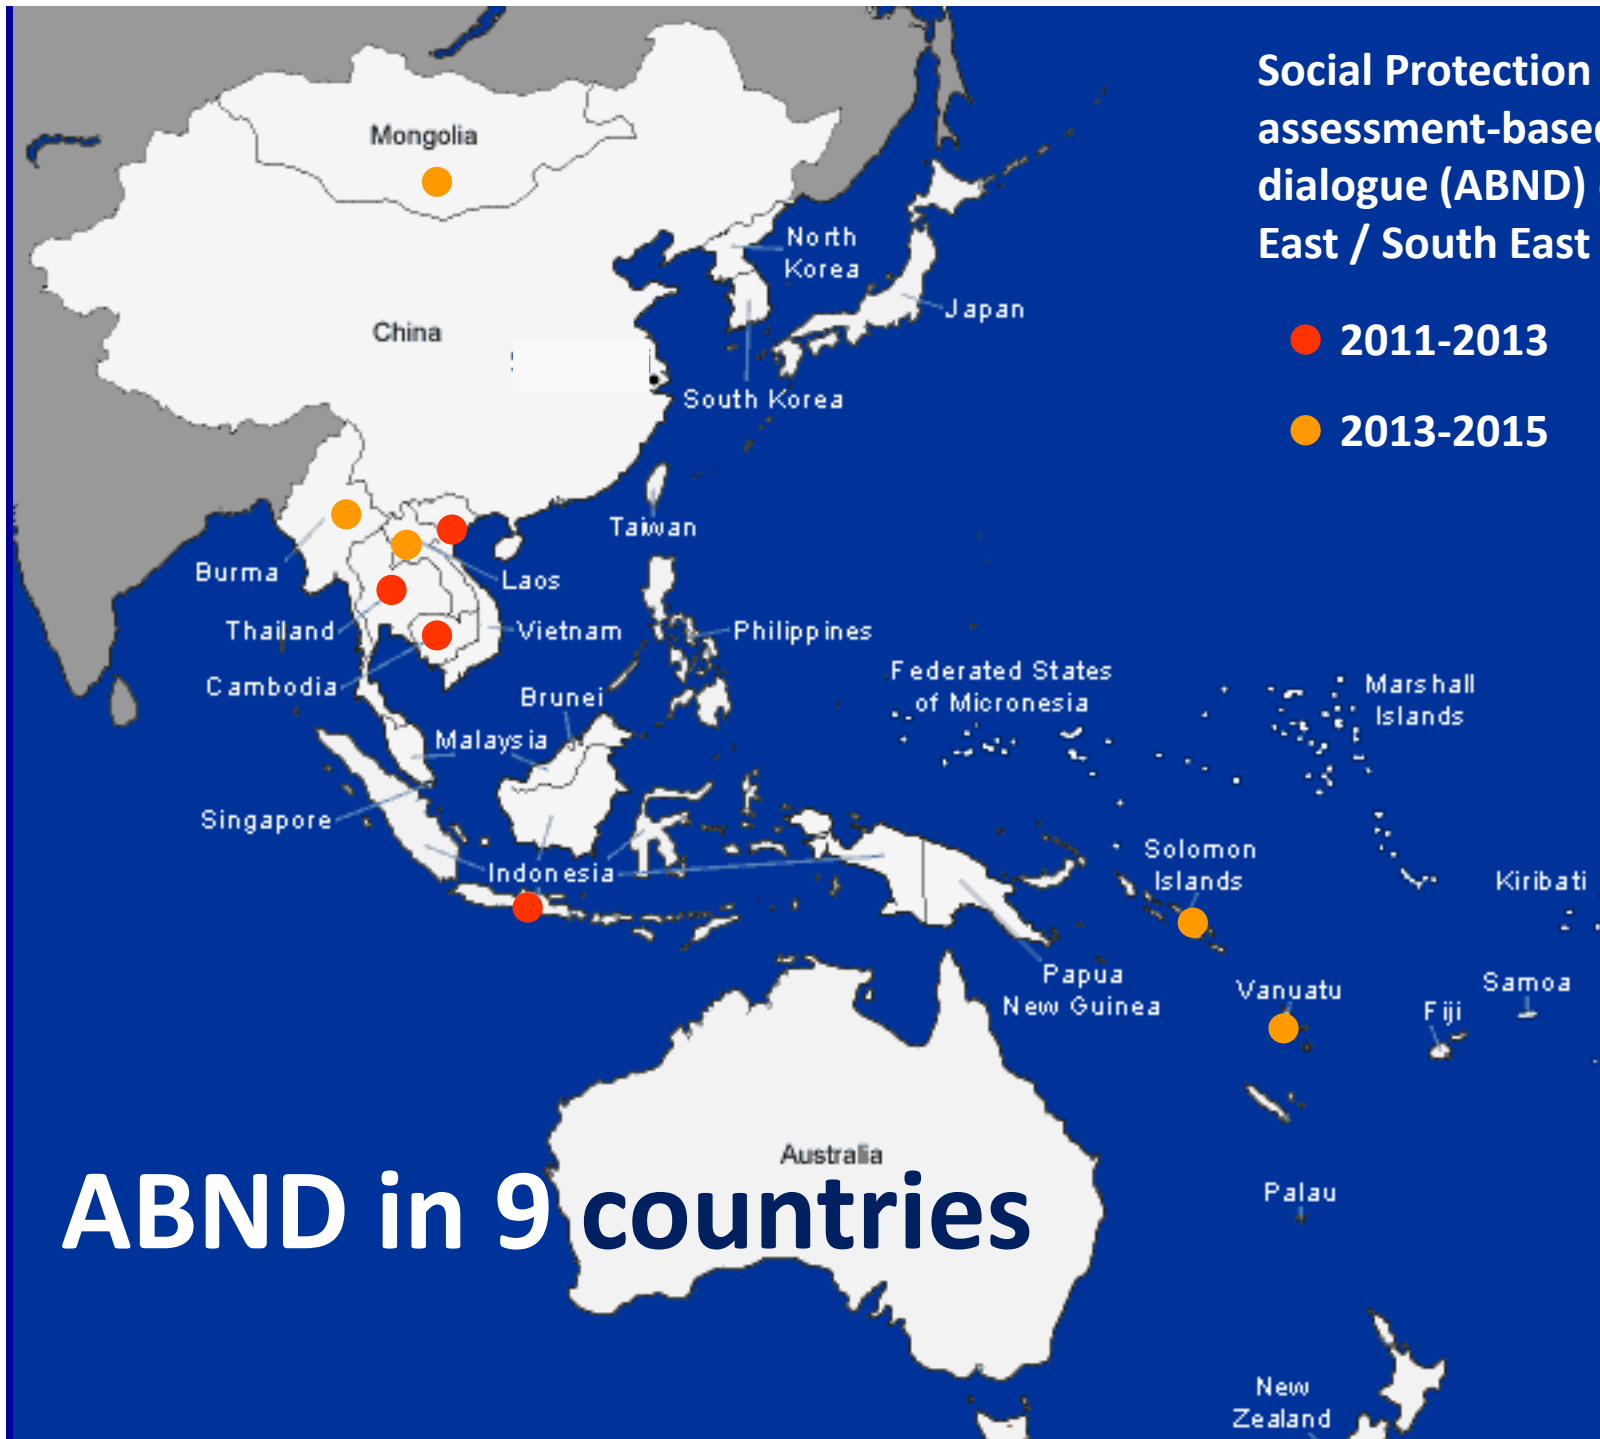 Social Protection
assessment-based
dialogue (ABND)
East / South East
2011-2013
2013-2015
Mongolia
North
Korea
Japan
China
South Korea
Taiwan
Burma
Laos
Thailand
Vietnam
Philippines
Cambodia
Brunei
Federated States
of Micronesia
Marshall
Islands
Malaysia
Singapore
Indonesia
Solomon
Islands
Kiribati
Papua
New Guinea
Vanuatu
Samoa
Fiji
Australia
ABND in 9 countries
Palau
New
Zealand